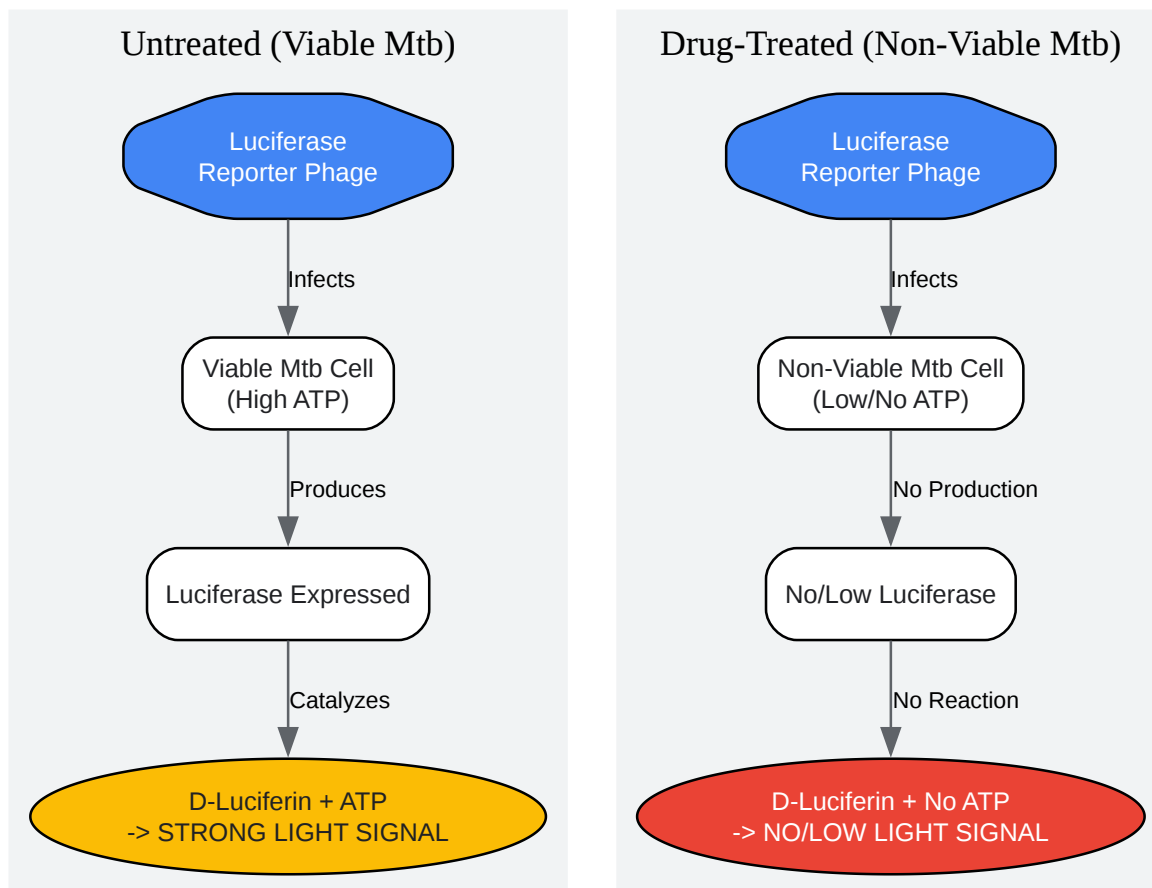 Untreated (Viable Mtb)
Luciferase
Reporter Phage
Infects
Viable Mtb Cell
(High ATP)
Produces
Luciferase Expressed
Catalyzes
D-Luciferin + ATP
-> STRONG LIGHT SIGNAL
Drug-Treated (Non-Viable Mtb)
Luciferase
Reporter Phage
Infects
Non-Viable Mtb Cell
(Low/No ATP)
No Production
No/Low Luciferase
No Reaction
D-Luciferin + No ATP
-> NO/LOW LIGHT SIGNAL